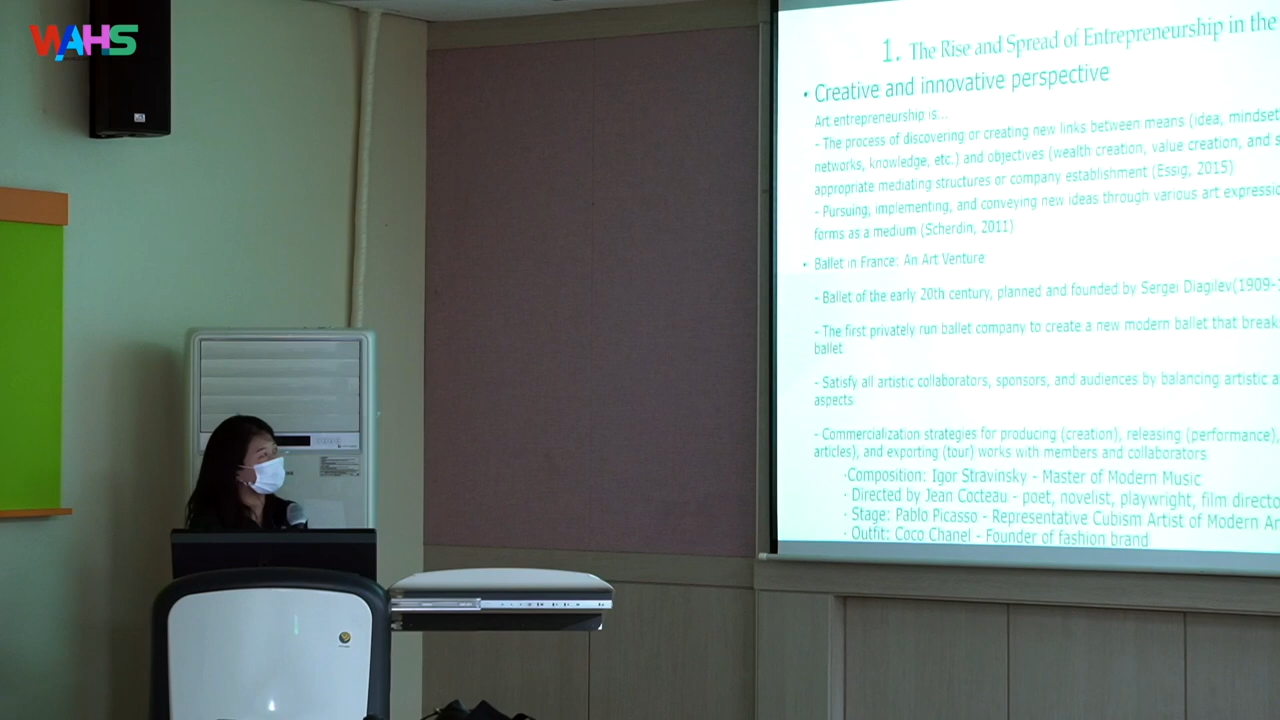 WAHS
1. The Rise and Spread of Entrepreneurship in the
• Creative and innovative perspective
Art entrepreneurship is...
- The process of discovering or creating new links between means (idea, mindset
networks, knowledge, etc.) and objectives (wealth creation, value creation, and s
appropriate mediating structures or company establishment (Essig, 2015)
- Pursuing, implementing, and conveying new ideas through various art expressio
forms as a medium (Scherdin, 2011)
• Ballet in France: An Art Venture
- Ballet of the early 20th century, planned and founded by Sergei Diagilev(1909-1
- The first privately run ballet company to create a new modern ballet that break
ballet
- Satisfy all artistic collaborators, sponsors, and audiences by balancing artistic a
aspects
- Commercialization strategies for producing (creation), releasing (performance),
articles), and exporting (tour) works with members and collaborators
·Composition: Igor Stravinsky - Master of Modern Music
· Directed by Jean Cocteau - poet, novelist, playwright, film directo
· Stage: Pablo Picasso - Representative Cubism Artist of Modern Ar
· Outfit: Coco Chanel - Founder of fashion brand